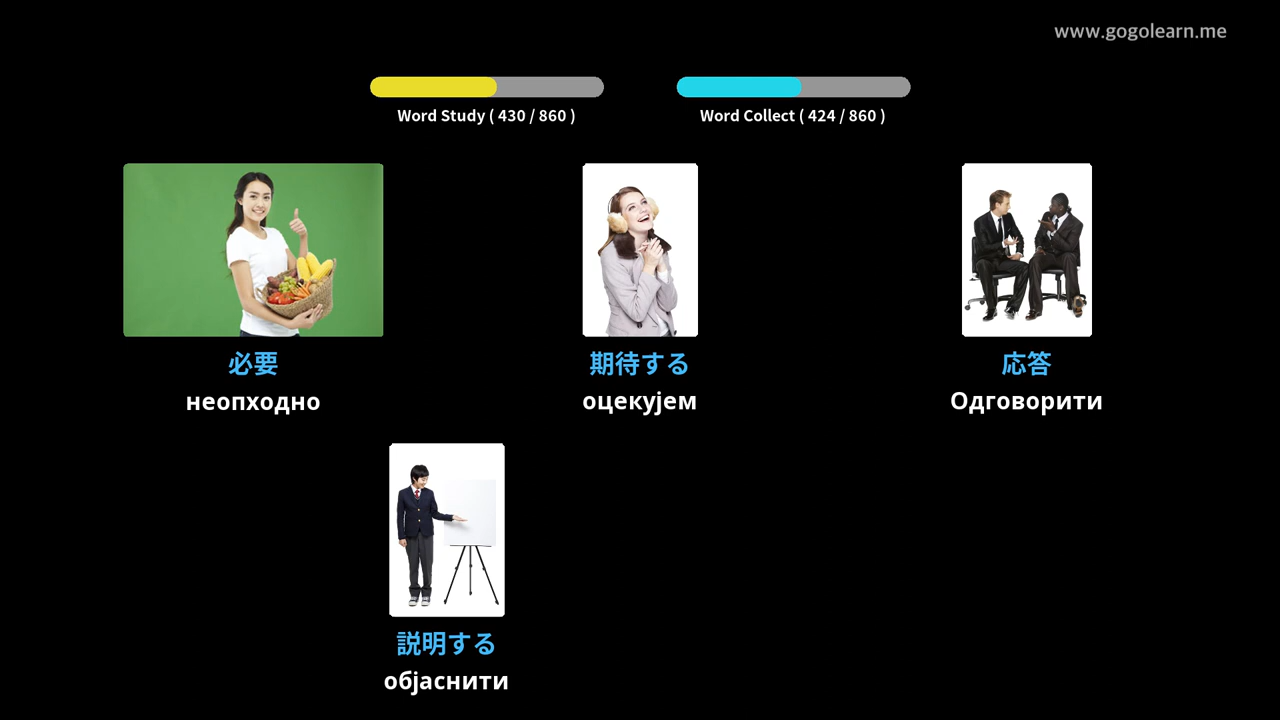 www.gogolearn.me
Word Study ( 430 / 860 )
Word Collect ( 424 / 860 )
必要
неопходно
期待する
оцекујем
応答
Одговорити
説明する
објаснити